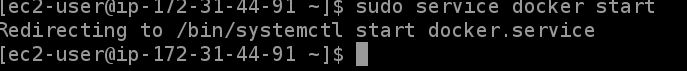 [ec2-user@ip-172-31-44-91 ~]$ sudo service docker start
Redirecting to /bin/systemctl start docker.service
[ec2-user@ip-172-31-44-91 ~]$